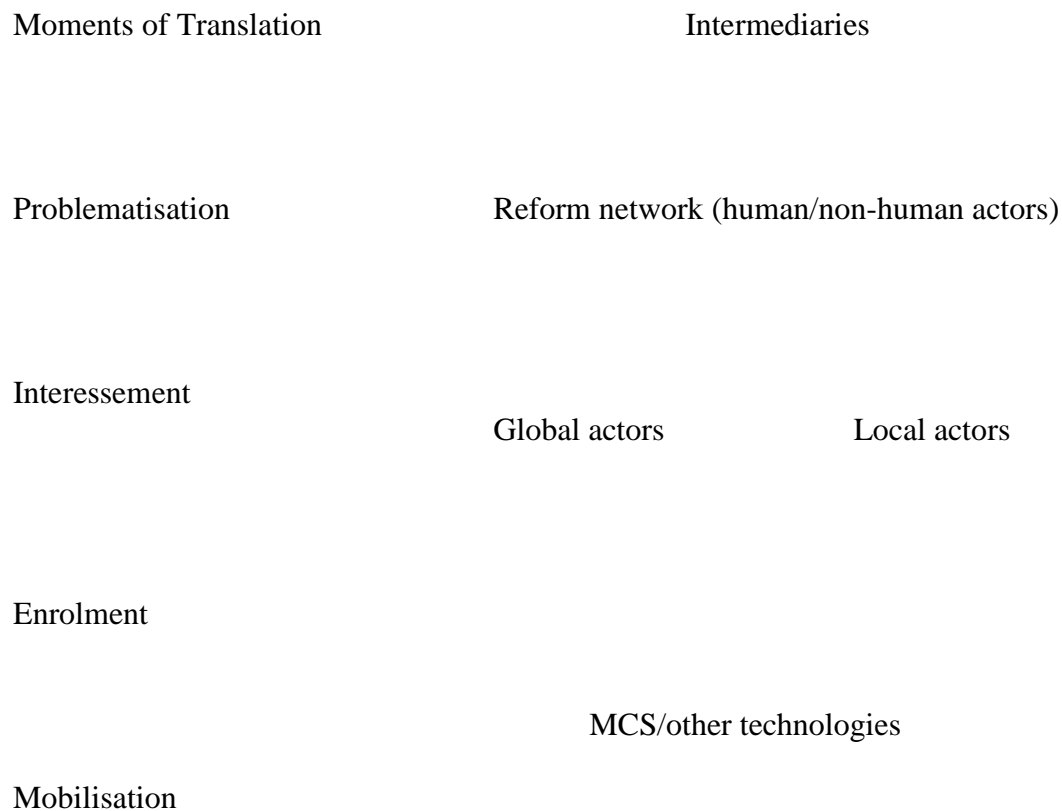 Moments of Translation Intermediaries
Problematisation Reform network (human/non-human actors)
Interessement
Global actors Local actors
Enrolment
MCS/other technologies
Mobilisation